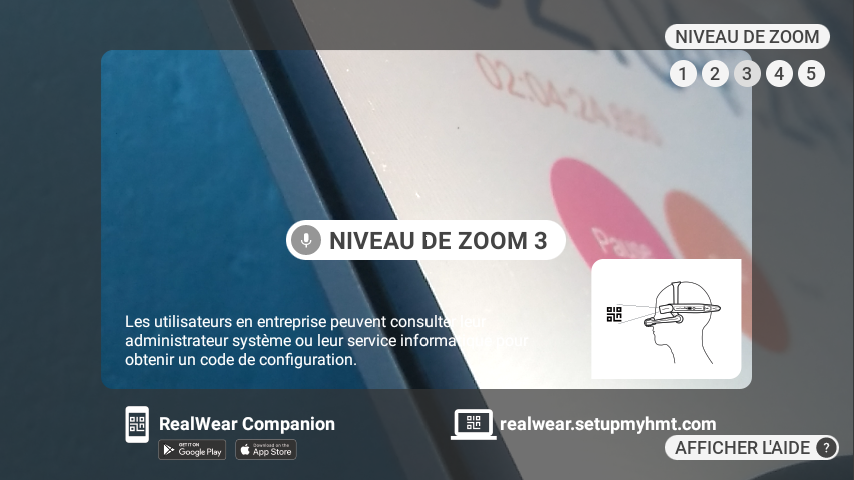 NIVEAU DE ZOOM
1 2 3 4 5
02:04:24
Pause
NIVEAU DE ZOOM 3
Les utilisateurs en entreprise peuvent consulter leur
administrateur système ou leur service informatique pour
obtenir un code de configuration.
RealWear Companion
GET IT ON
Google Play
Download on the
App Store
realwear.setupmyhmt.com
AFFICHER L'AIDE ?